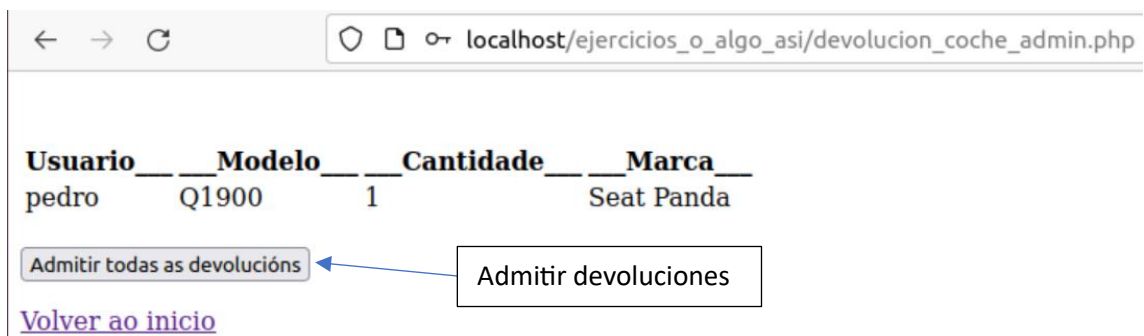 localhost/ejercicios_o_algo_asi/devolucion_coche_admin.php
Usuario___ ___Modelo___ ___Cantidade___ ___Marca___
pedro Q1900 1 Seat Panda
Admitir todas as devolucións
Admitir devoluciones
Volver ao inicio